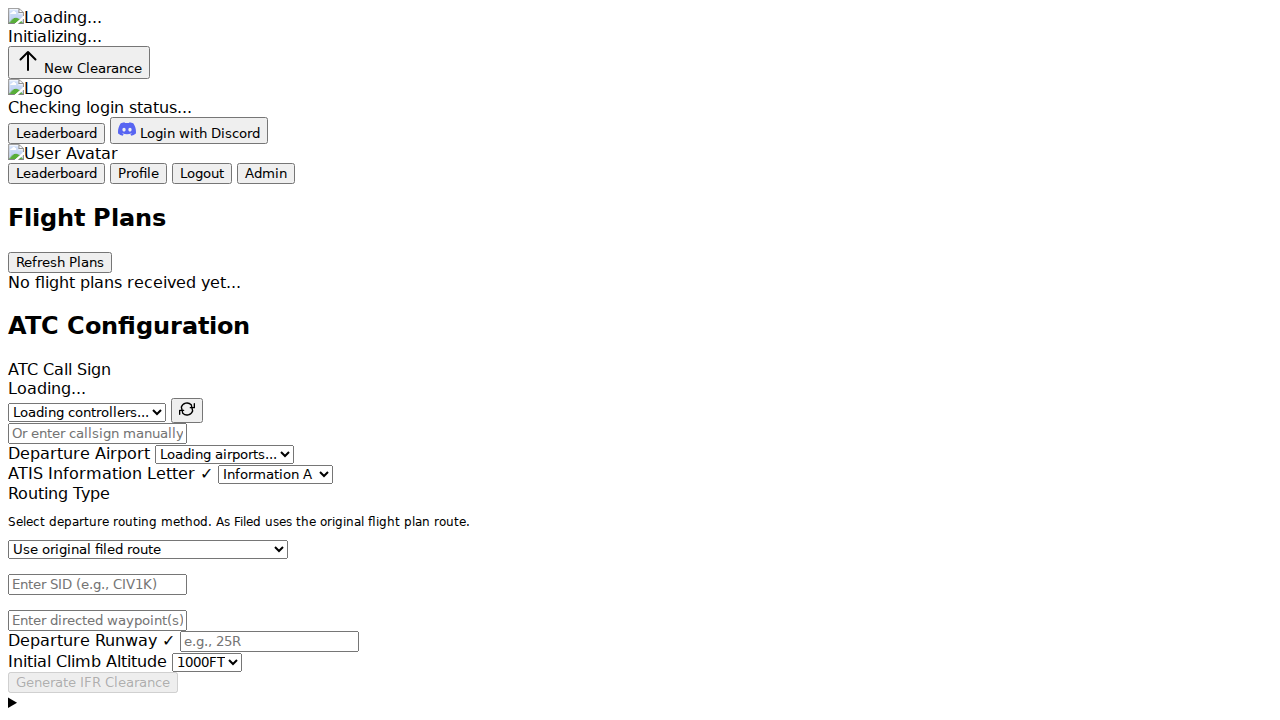 Loading...
Initializing...
New Clearance
Logo
Checking login status...
Leaderboard Login with Discord
User Avatar
Leaderboard Profile Logout Admin
Flight Plans
Refresh Plans
No flight plans received yet...
ATC Configuration
ATC Call Sign
Loading...
Loading controllers...
Or enter callsign manually
Departure Airport Loading airports...
ATIS Information Letter ✓ Information A
Routing Type
Select departure routing method. As Filed uses the original flight plan route.
Use original filed route
Enter SID (e.g., CIV1K)
Enter directed waypoint(s)
Departure Runway ✓ e.g., 25R
Initial Climb Altitude 1000FT
Generate IFR Clearance